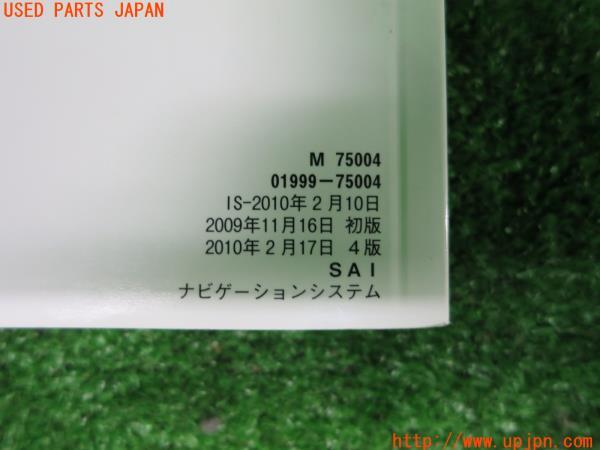 USED PARTS JAPAN
M 75004
01999-75004
IS-2010年2月10日
2009年11月16日 初版
2010年2月17日 4版
SAI
ナビゲーションシステム
http://www.upjpn.com